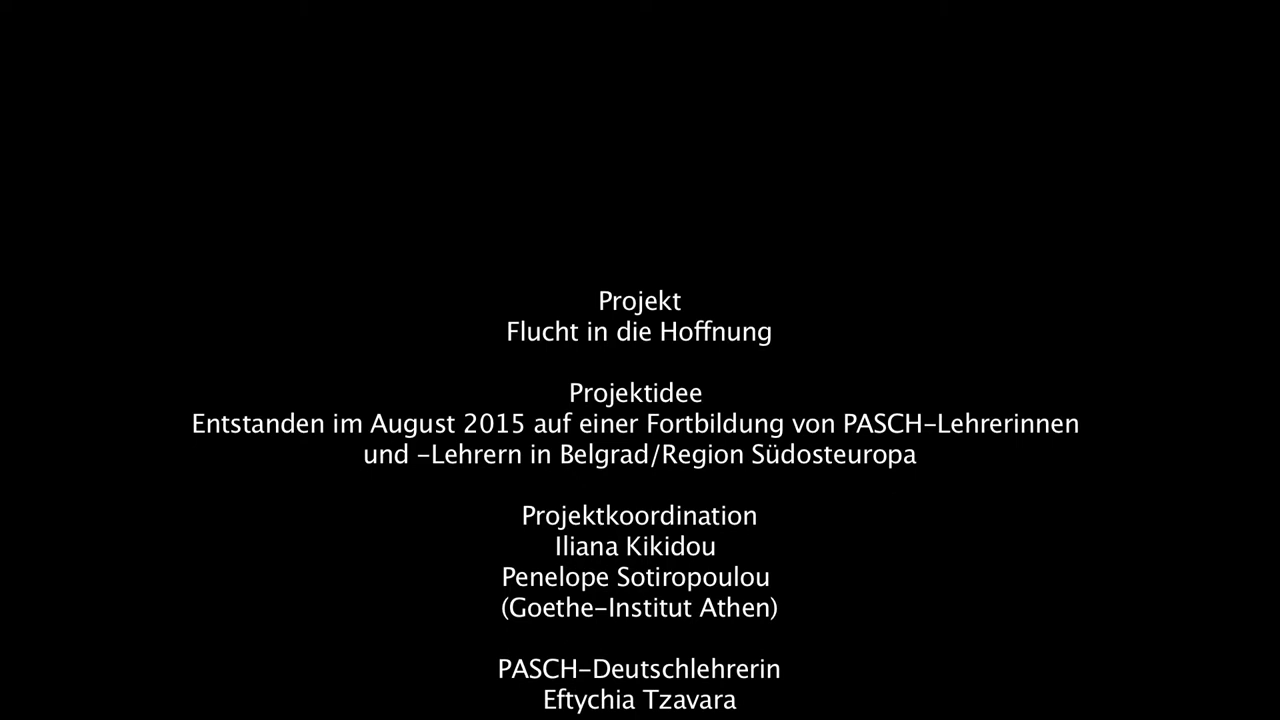 Projekt
Flucht in die Hoffnung
Projektidee
Entstanden im August 2015 auf einer Fortbildung von PASCH-Lehrerinnen
und -Lehrern in Belgrad/Region Südosteuropa
Projektkoordination
Iliana Kikidou
Penelope Sotiropoulou
(Goethe-Institut Athen)
PASCH-Deutschlehrerin
Eftychia Tzavara